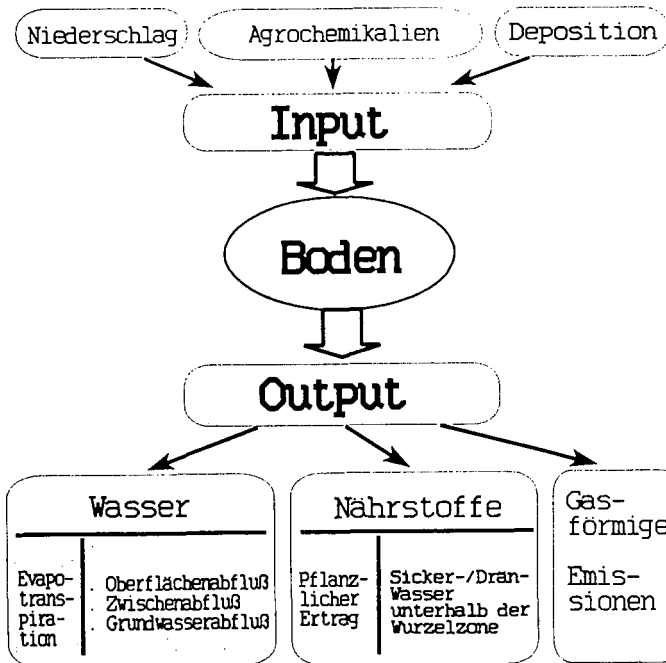 Niederschlag
Agrochemikalien
Deposition
Input
Boden
Output
Wasser
Evapo-
trans-
pira-
tion
. Oberflächenabfluß
. Zwischenabfluß
. Grundwasserabfluß
Nährstoffe
Pflanz-
licher
Ertrag
Sicker-/Drän-
Wasser
unterhalb der
Wurzelzone
Gas-
förmige
Emis-
sionen